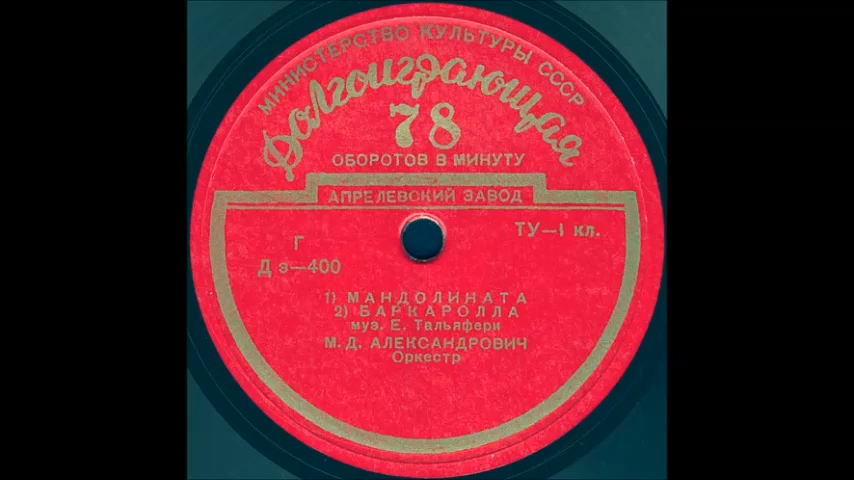 МИНИСТЕРСТВО КУЛЬТУРЫ СССР
Долгоиграющая
78
ОБОРОТОВ В МИНУТУ
АПРЕЛЕВСКИЙ ЗАВОД
Г
ТУ—I кл.
Д э—400
1) МАНДОЛИНАТА
2) БАРКАРОЛЛА
муз. Е. Тальяфери
М. Д. АЛЕКСАНДРОВИЧ
Оркестр